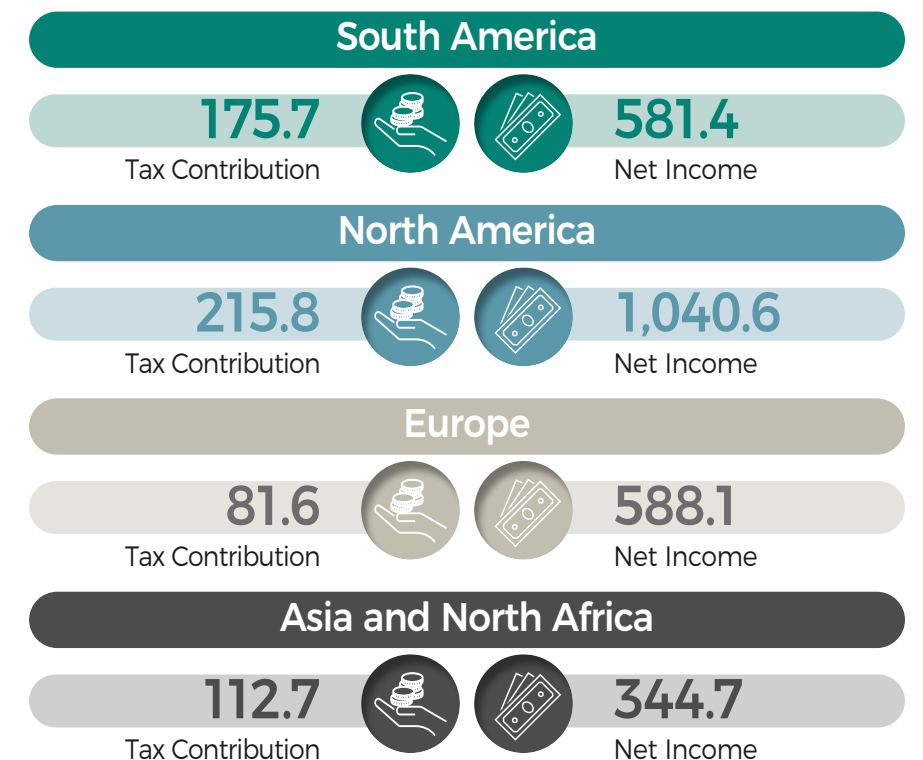 South America
175.7 581.4
Tax Contribution Net Income
North America
215.8 1,040.6
Tax Contribution Net Income
Europe
81.6 588.1
Tax Contribution Net Income
Asia and North Africa
112.7 344.7
Tax Contribution Net Income